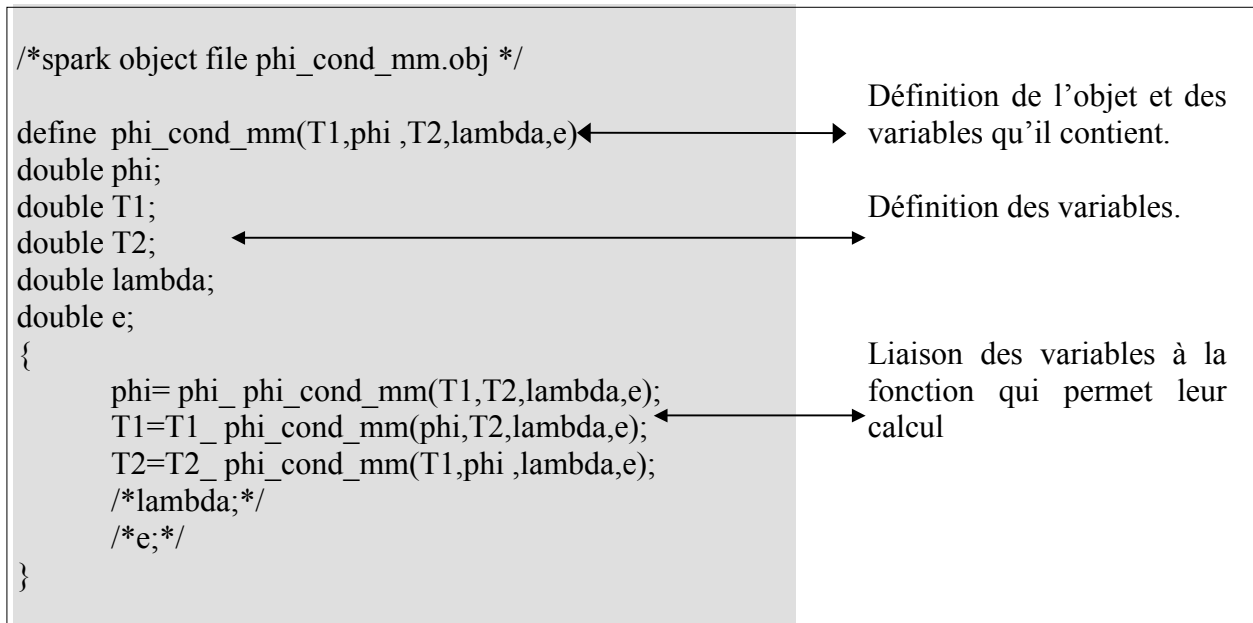 /*spark object file phi_cond_mm.obj */
define  phi_cond_mm(T1,phi ,T2,lambda,e)
double phi;
double T1;
double T2;
double lambda;
double e;
{
phi= phi_ phi_cond_mm(T1,T2,lambda,e);
T1=T1_ phi_cond_mm(phi,T2,lambda,e);
T2=T2_ phi_cond_mm(T1,phi ,lambda,e);
/*lambda;*/
/*e;*/
}
Définition de l’objet et des
variables qu’il contient.
Définition des variables.
Liaison des variables à la
fonction qui permet leur
calcul